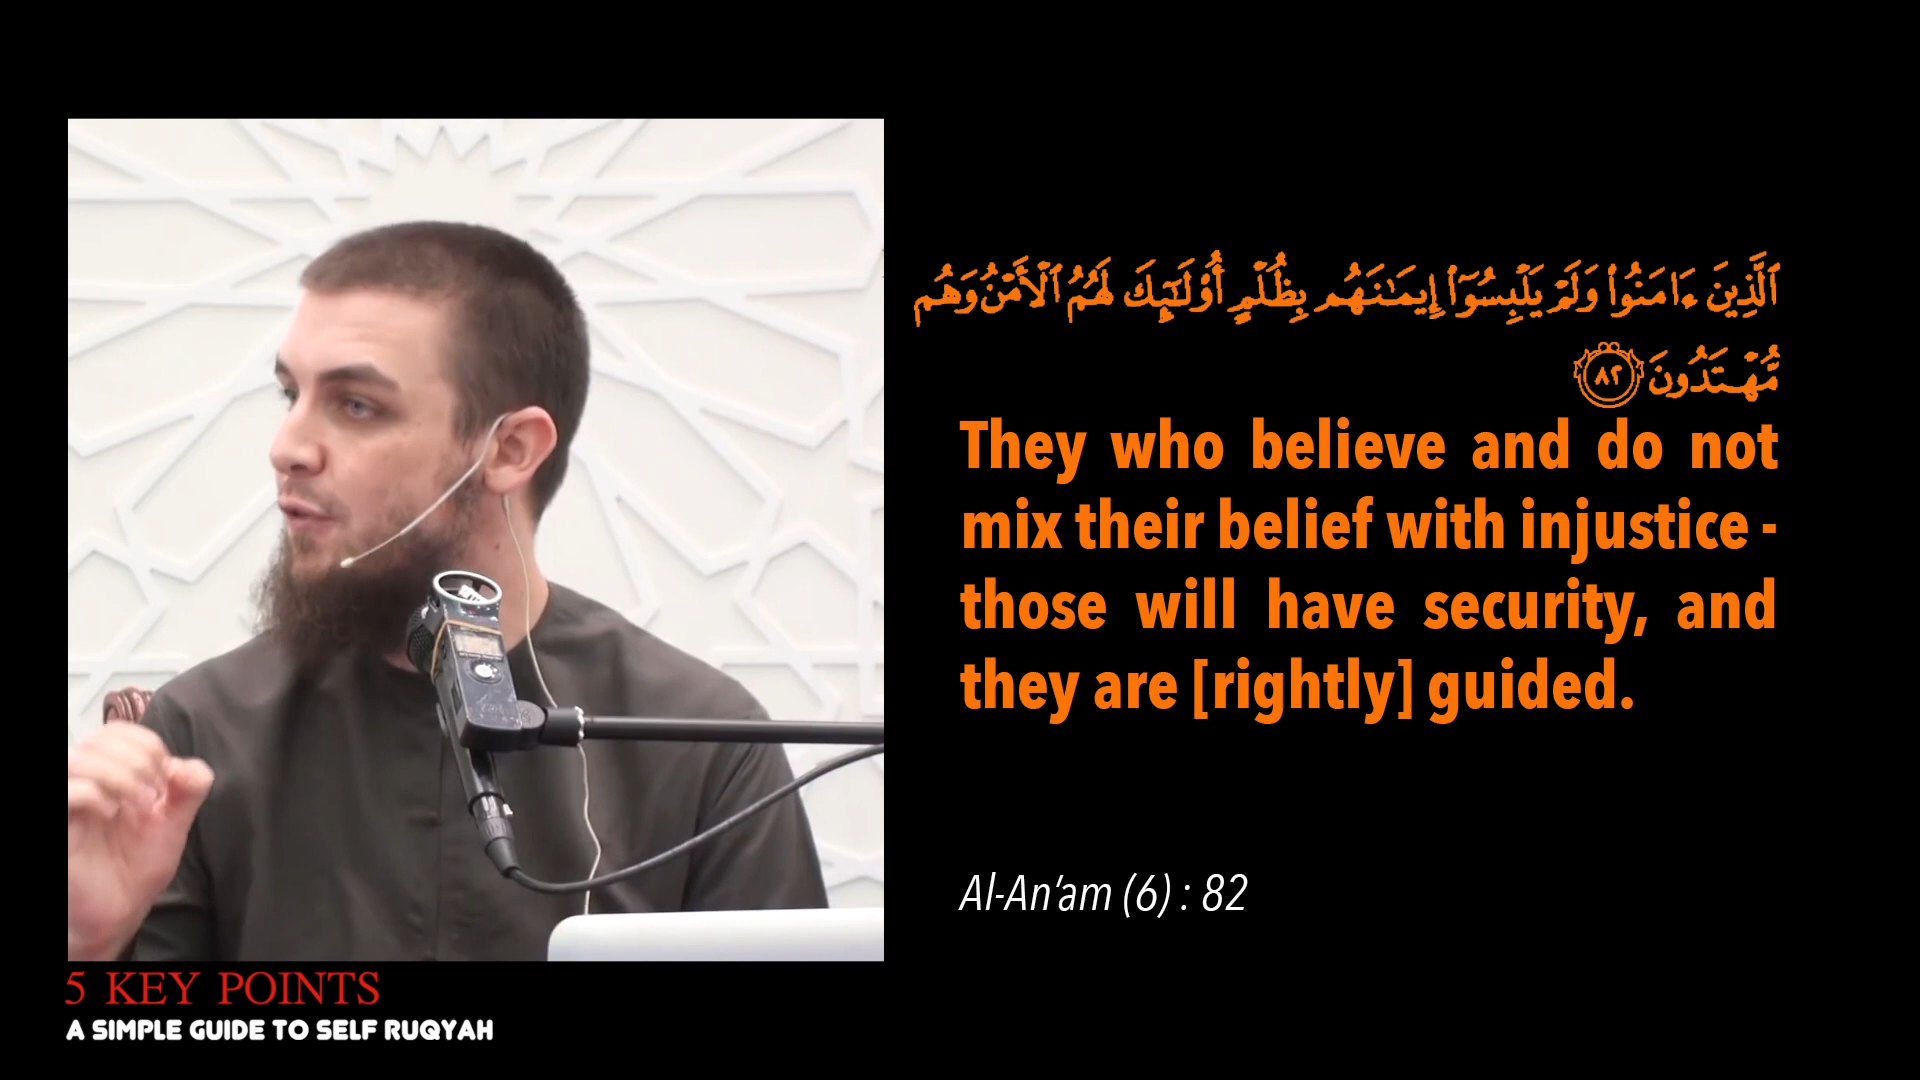 ٱلَّذِينَ ءَامَنُوا۟ وَلَمْ يَلْبِسُوٓا۟ إِيمَـٰنَهُم بِظُلْمٍ أُو۟لَـٰٓئِكَ لَهُمُ ٱلْأَمْنُ وَهُم
مُّهْتَدُونَ ٨٢
They who believe and do not
mix their belief with injustice -
those will have security, and
they are [rightly] guided.
Al-An'am (6) : 82
5 KEY POINTS
A SIMPLE GUIDE TO SELF RUQYAH